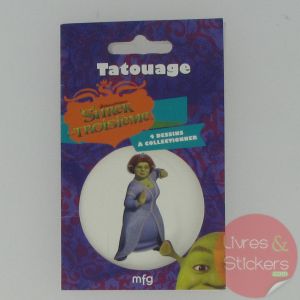 Tatouage
Shrek
le troisième
4 DESSINS
À COLLECTIONNER
Livres &
Stickers
mfg